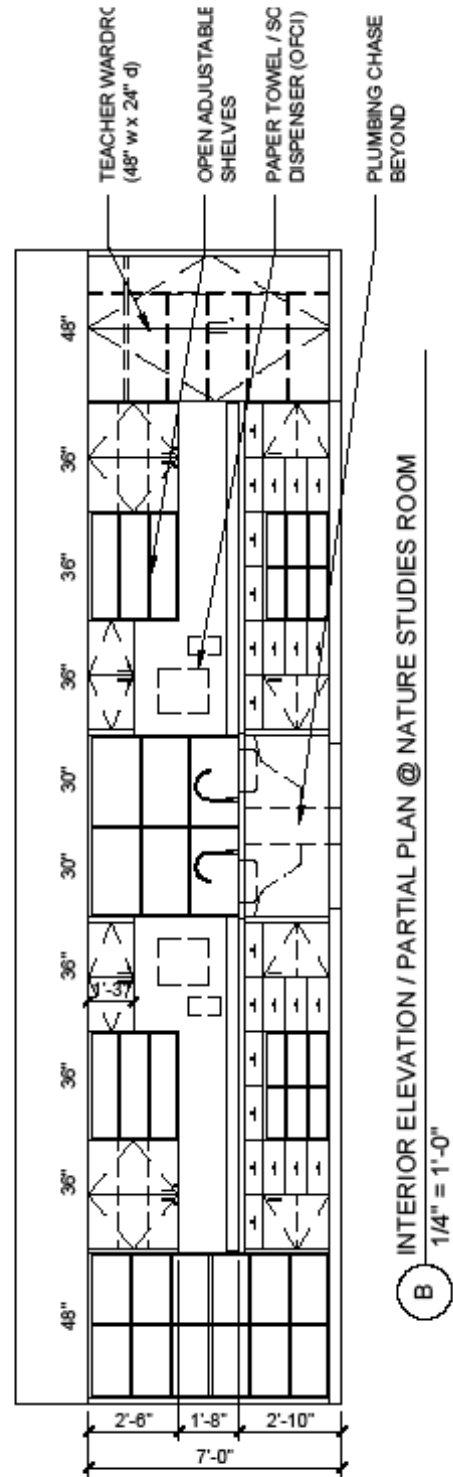 48" 36" 36" 36" 30" 30" 36" 36" 36" 48"
TEACHER
(48" w x 24" d)
OPEN ADJUSTABLE
SHELVES
PAPER TOWEL /
DISPENSER (OFCI)
PLUMBING CHASE
BEYOND
2'-6"
1'-8"
2'-10"
7'-0"
B
INTERIOR ELEVATION / PARTIAL PLAN @ NATURE STUDIES ROOM
1/4" = 1'-0"